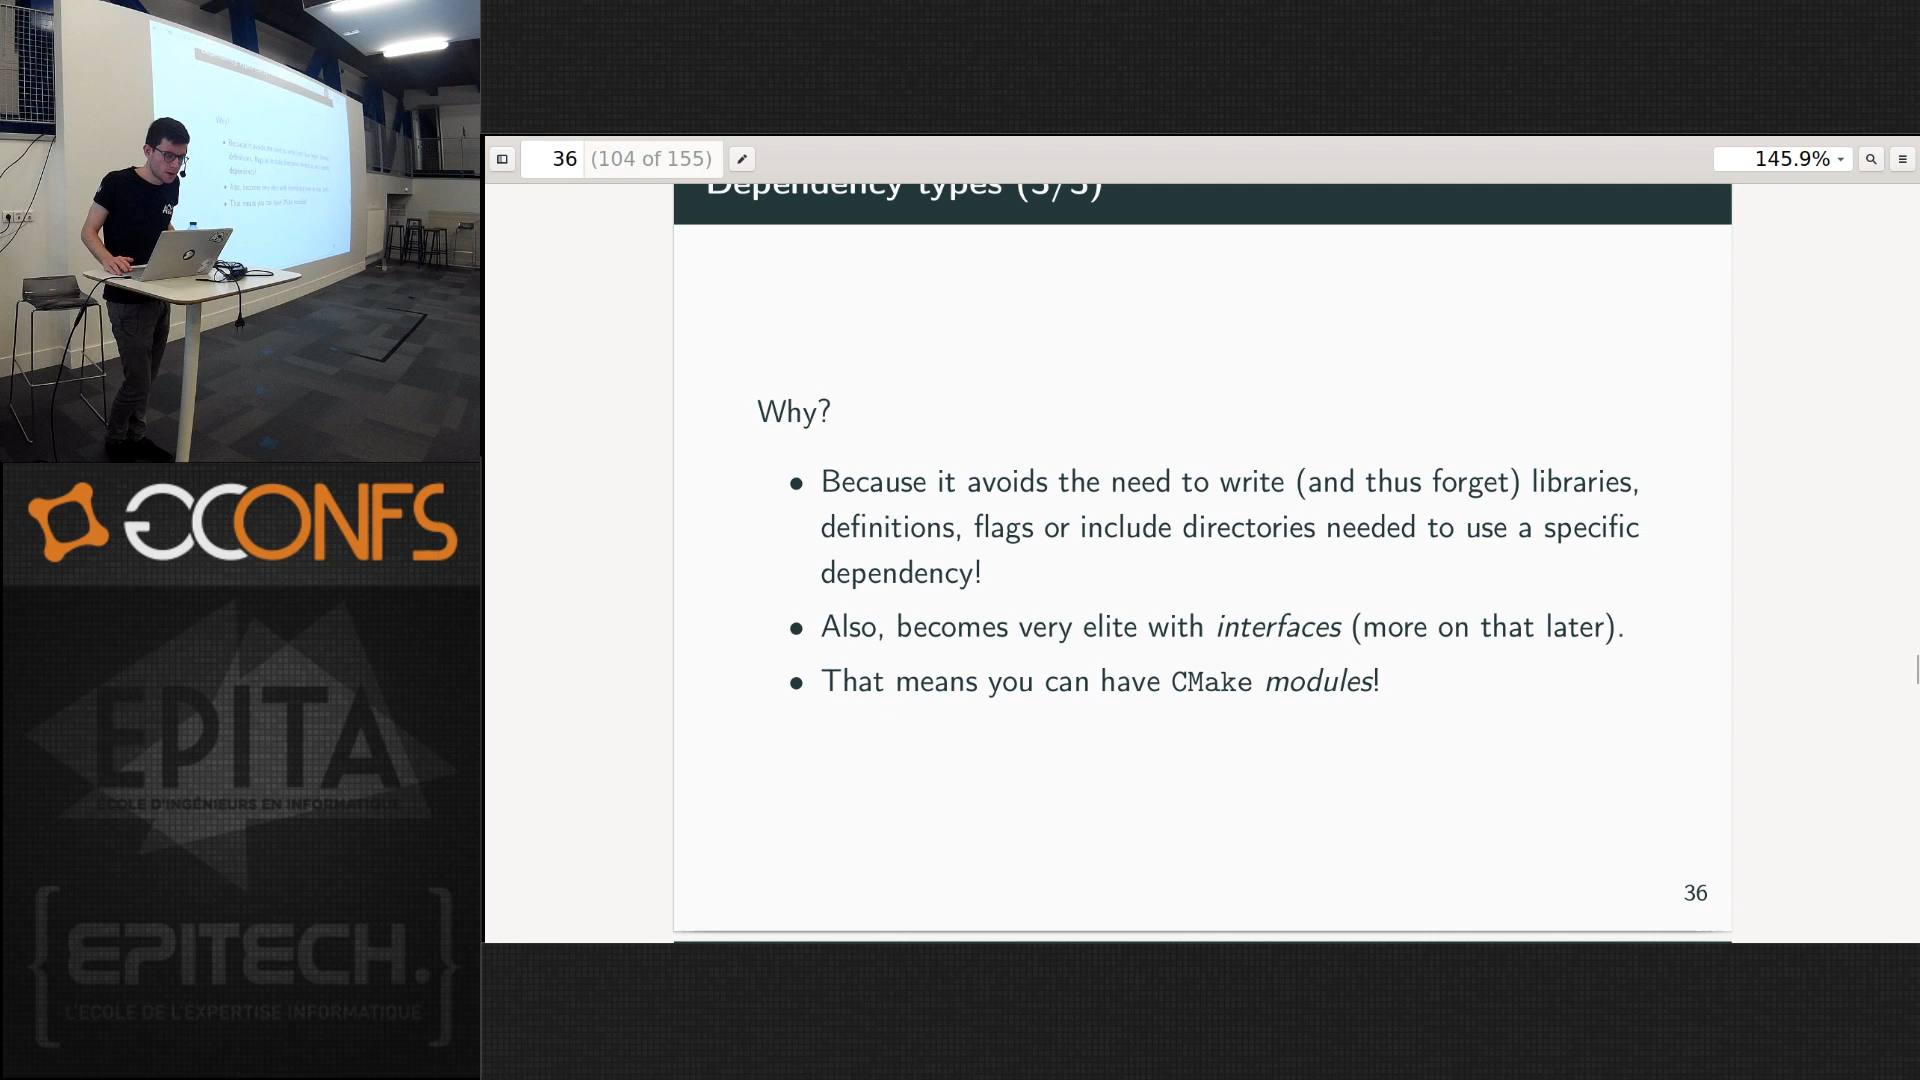 36 (104 of 155)
145.9%
Dependency types (3/3)
Why?
• Because it avoids the need to write (and thus forget) libraries,
definitions, flags or include directories needed to use a specific
dependency!
• Also, becomes very elite with interfaces (more on that later).
• That means you can have CMake modules!
36
CONFS
EPITA
ÉCOLE D'INGÉNIEURS EN INFORMATIQUE
{EPITECH.}
L'ECOLE DE L'EXPERTISE INFORMATIQUE